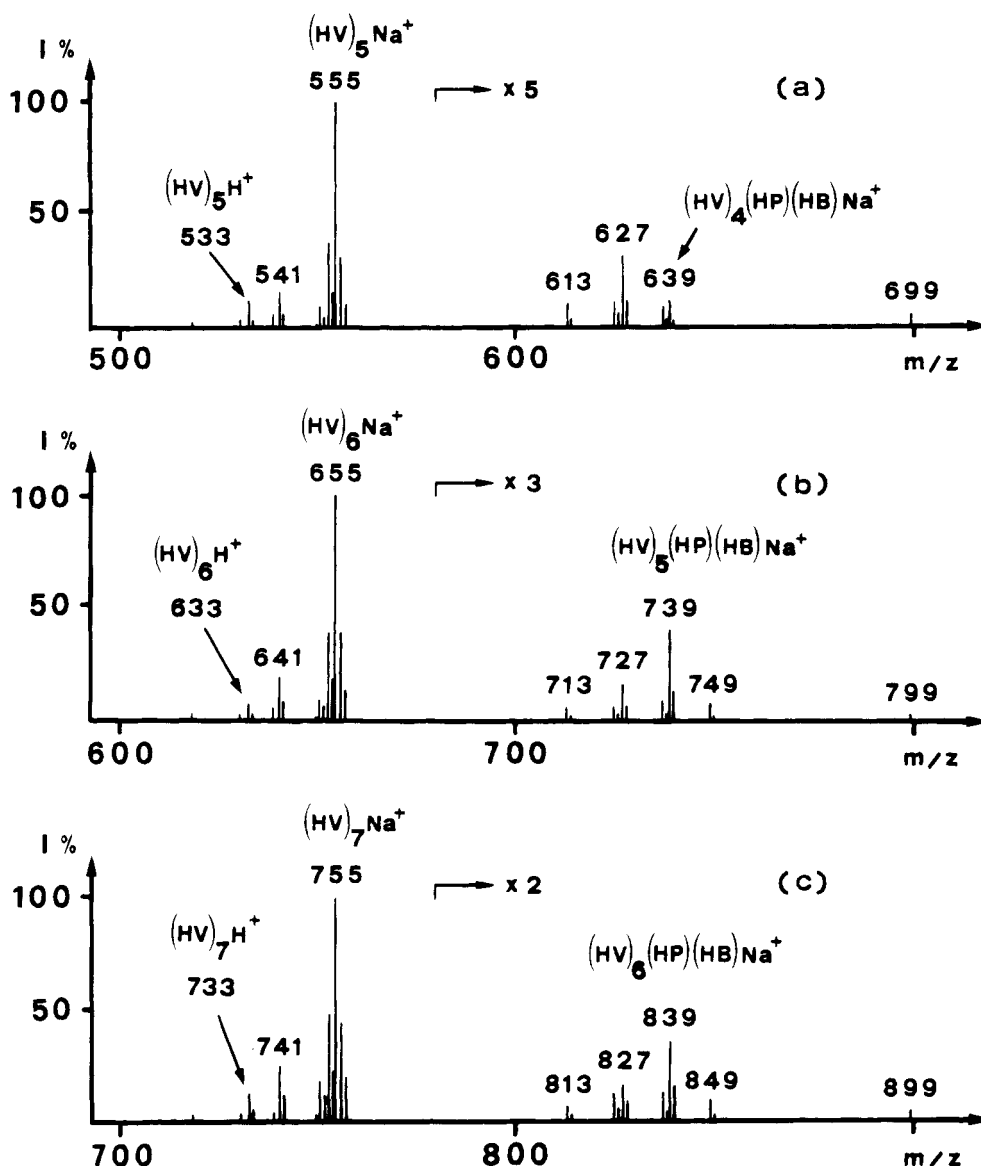 (HV)5Na+
I %
555
x 5
(a)
100
(HV)5H+
(HV)4(HP)(HB)Na+
50
533
627
639
541
613
699
500
600
m/z
(HV)6Na+
I %
655
x 3
(b)
100
(HV)6H+
(HV)5(HP)(HB)Na+
50
633
739
641
727
713
749
799
600
700
m/z
(HV)7Na+
I %
755
x 2
(c)
100
(HV)7H+
(HV)6(HP)(HB)Na+
733
50
839
741
827
813
849
899
700
800
m/z